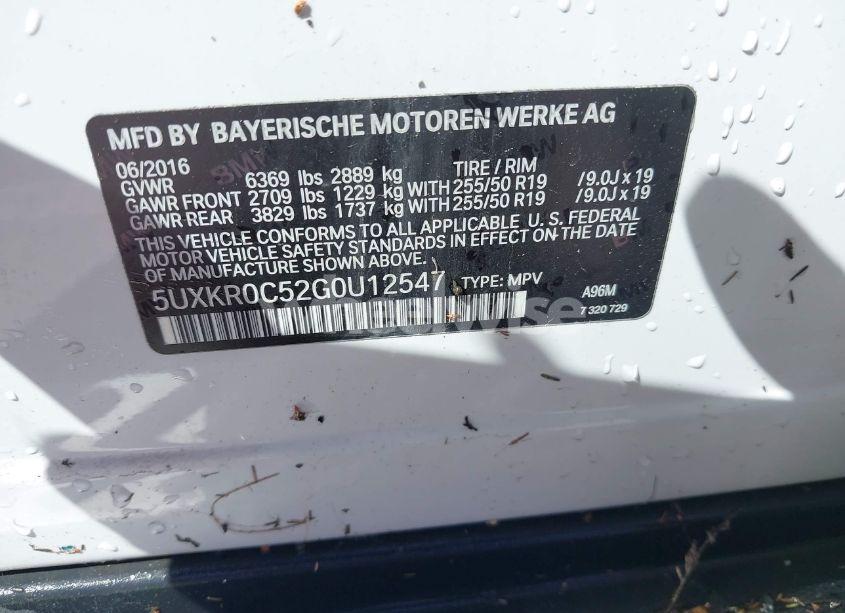 MFD BY BAYERISCHE MOTOREN WERKE AG
06/2016 TIRE / RIM
GVWR 6369 lbs 2889 kg
GAWR FRONT 2709 lbs 1229 kg WITH 255/50 R19 /9.0J x 19
GAWR REAR 3829 lbs 1737 kg WITH 255/50 R19 /9.0J x 19
THIS VEHICLE CONFORMS TO ALL APPLICABLE U. S. FEDERAL
MOTOR VEHICLE SAFETY STANDARDS IN EFFECT ON THE DATE
OF MANUFACTURE SHOWN ABOVE.
5UXKR0C52G0U12547 TYPE: MPV A96M
7 320 729